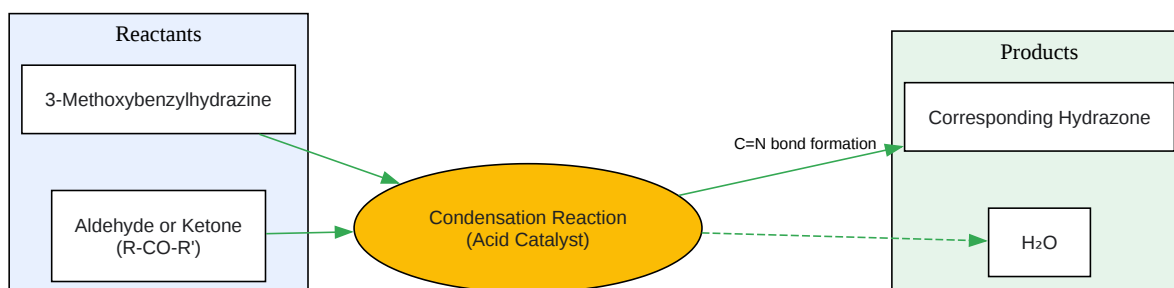 Reactants
3-Methoxybenzylhydrazine
Aldehyde or Ketone
(R-CO-R')
Condensation Reaction
(Acid Catalyst)
C=N bond formation
Products
Corresponding Hydrazone
H₂O